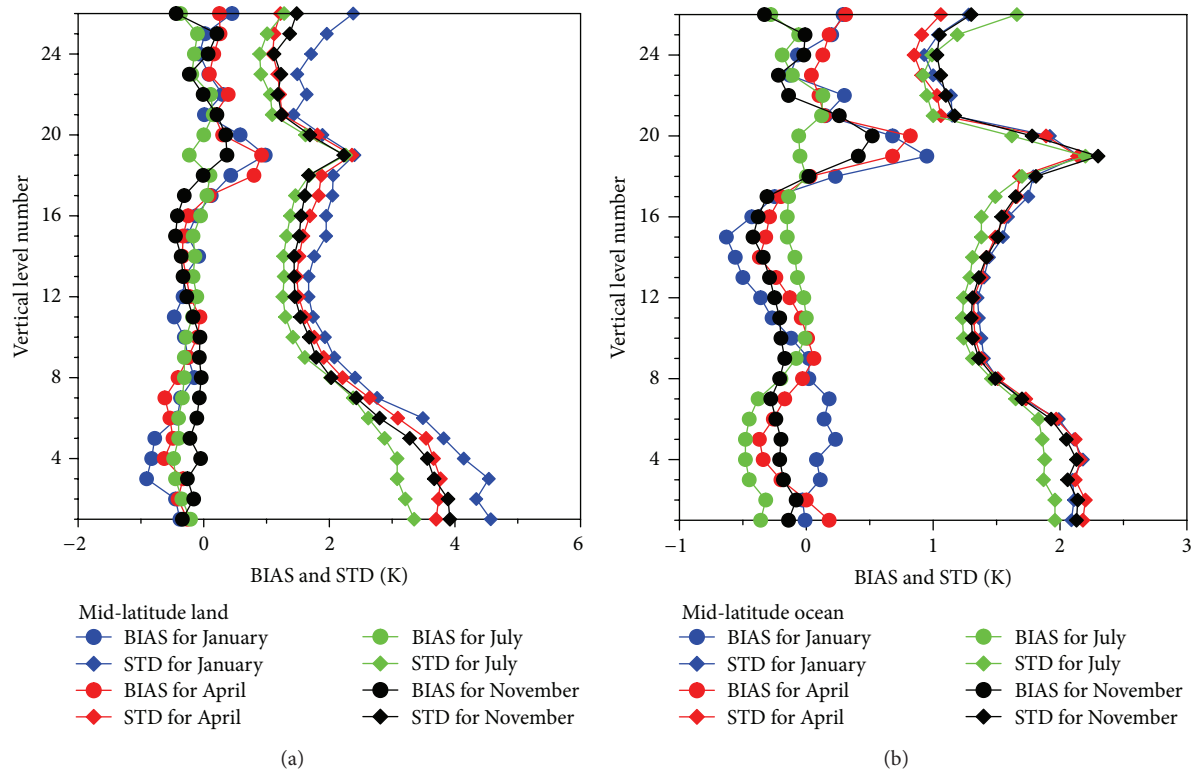 24
20
16
12
8
4
Vertical level number
−2
0
2
4
6
BIAS and STD (K)
Mid-latitude land
BIAS for January
STD for January
BIAS for April
STD for April
BIAS for July
STD for July
BIAS for November
STD for November
(a)
24
20
16
12
8
4
Vertical level number
−1
0
1
2
3
BIAS and STD (K)
Mid-latitude ocean
BIAS for January
STD for January
BIAS for April
STD for April
BIAS for July
STD for July
BIAS for November
STD for November
(b)